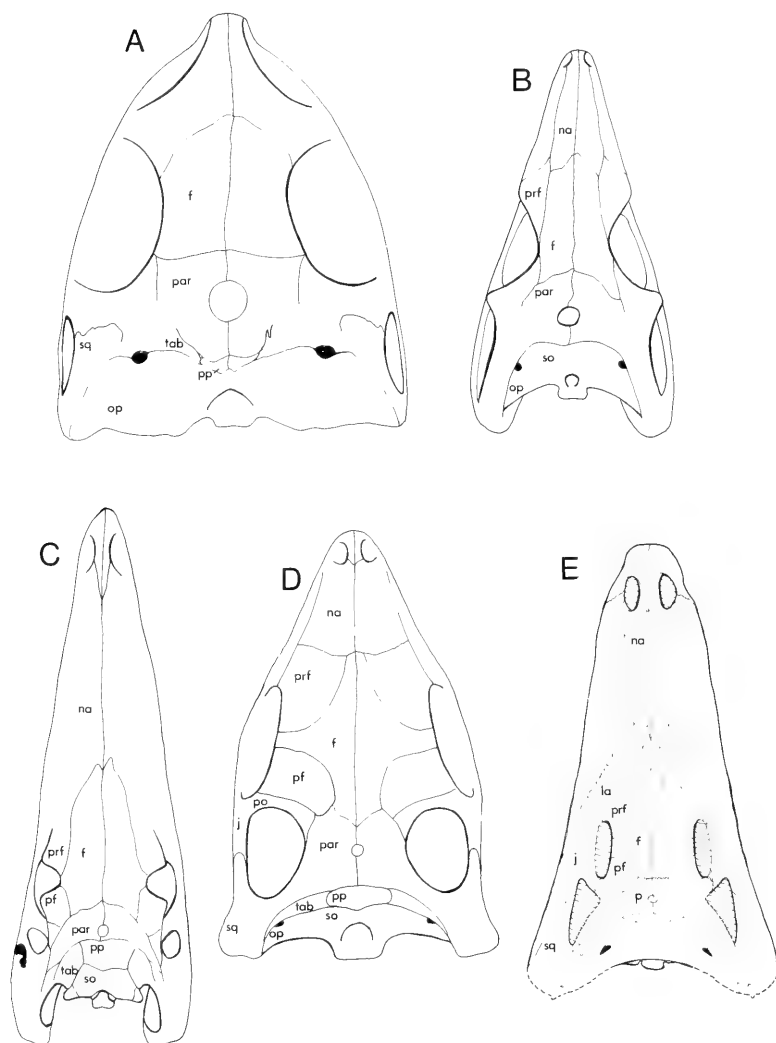 A
f
par
sq
tab
pp
op
B
na
prf
f
par
so
op
C
na
prf
f
pf
par
pp
tab
so
D
na
prf
f
pf
po
j
par
pp
tab
so
sq
op
E
na
la
prf
j
f
pf
p
sq